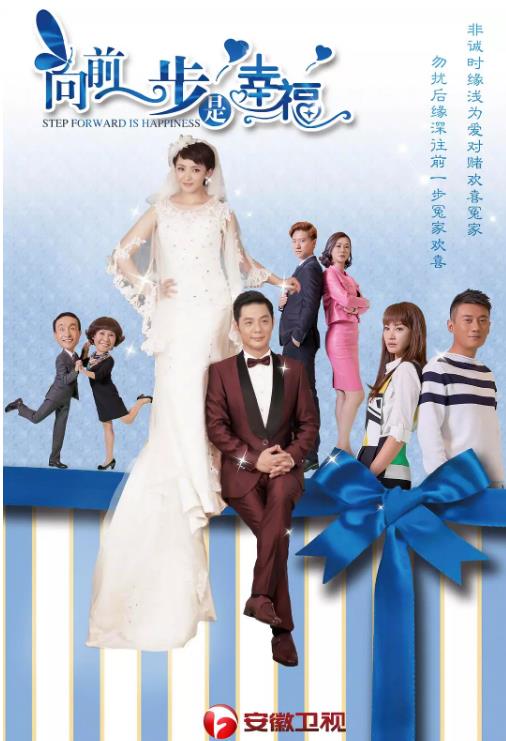 向前一步是幸福
STEP FORWARD IS HAPPINESS
非诚时缘浅为爱对赌欢喜冤家
勿扰后缘深往前一步冤家欢喜
安徽卫视